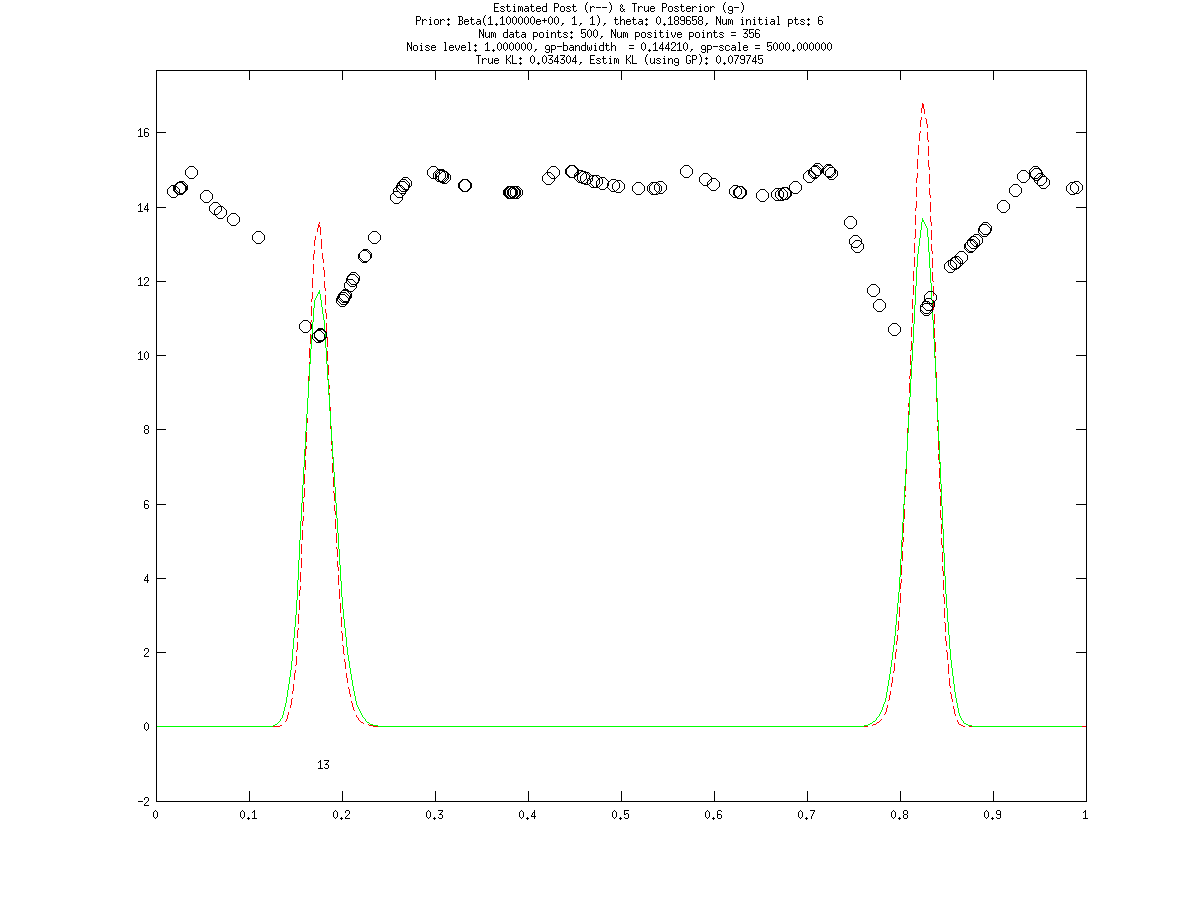 Estimated Post (r--) & True Posterior (g-)
Prior: Beta(1.100000e+00, 1, 1), theta: 0.189658, Num initial pts: 6
Num data points: 500, Num positive points = 356
Noise level: 1.000000, gp-bandwidth  = 0.144210, gp-scale = 5000.000000
True KL: 0.034304, Estim KL (using GP): 0.079745
16
14
12
10
8
6
4
2
0
13
-2
0 0.1 0.2 0.3 0.4 0.5 0.6 0.7 0.8 0.9 1